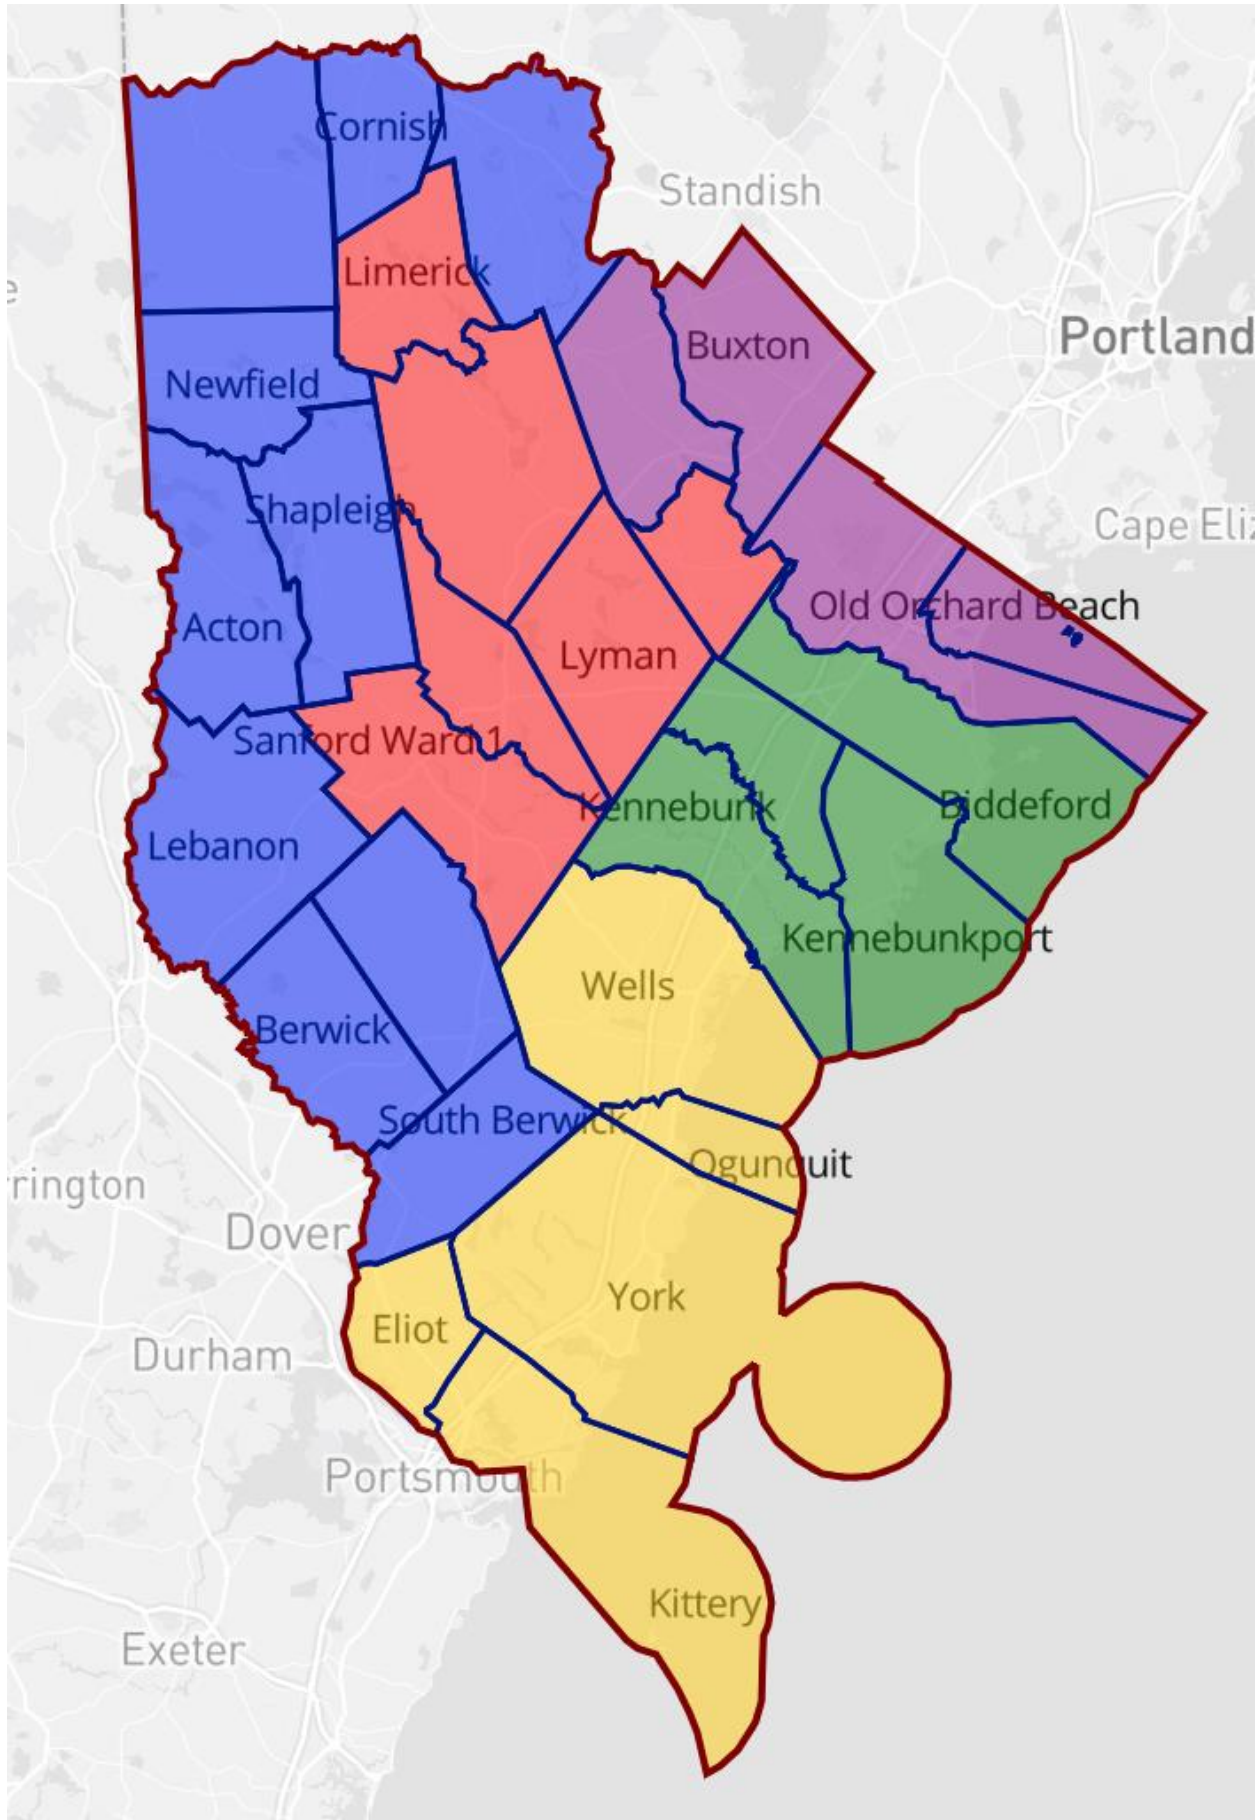 Cornish
Standish
Limerick
e
Buxton
Portland
Newfield
Shapleigh
Cape Eliz
Old Orchard Beach
Acton
Lyman
Sanford Ward 1
Kennebunk
Biddeford
Lebanon
Kennebunkport
Wells
Berwick
South Berwick
Ogunquit
rrington
Dover
York
Eliot
Durham
Portsmouth
Kittery
Exeter